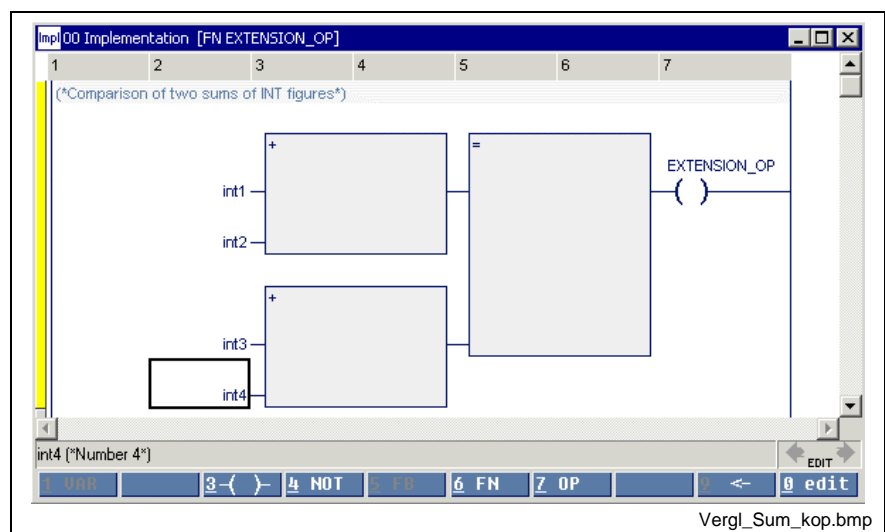 Impl 00 Implementation [FN EXTENSION_OP]
1 2 3 4 5 6 7
(*Comparison of two sums of INT figures*)
+ =
EXTENSION_OP
int1 ( )
int2
+
int3
int4
int4 (*Number 4*)
EDIT
1 VAR 3-( )- 4 NOT 5 FB 6 FN 7 OP 9 <- 0 edit
Vergl_Sum_kop.bmp